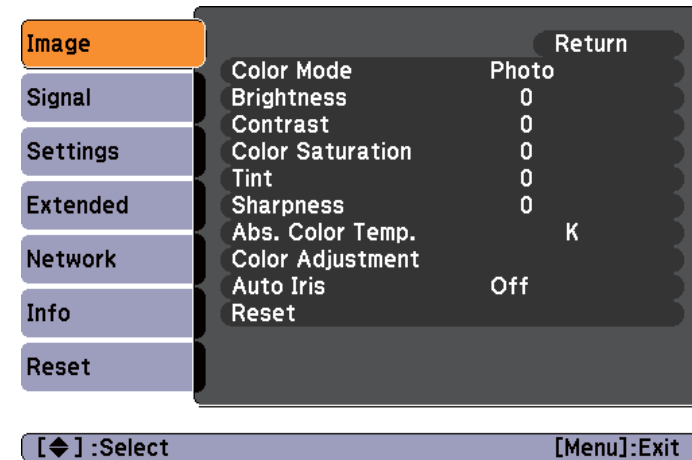 Image
Signal
Settings
Extended
Network
Info
Reset
Return
Color Mode Photo
Brightness 0
Contrast 0
Color Saturation 0
Tint 0
Sharpness 0
Abs. Color Temp. K
Color Adjustment
Auto Iris Off
Reset
[◆] :Select [Menu]:Exit